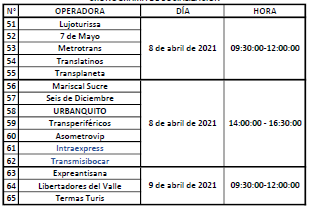 N° OPERADORA DÍA HORA
51 Lujoturissa
52 7 de Mayo
53 Metrotrans 8 de abril de 2021 09:30:00-12:00:00
54 Translatinos
55 Transplaneta
56 Mariscal Sucre
57 Seis de Diciembre
58 URBANQUITO
59 Transperiféricos 8 de abril de 2021 14:00:00 - 16:30:00
60 Asometrovip
61 Intraexpress
62 Transmisibocar
63 Expreantisana
64 Libertadores del Valle 9 de abril de 2021 09:30:00-12:00:00
65 Termas Turis